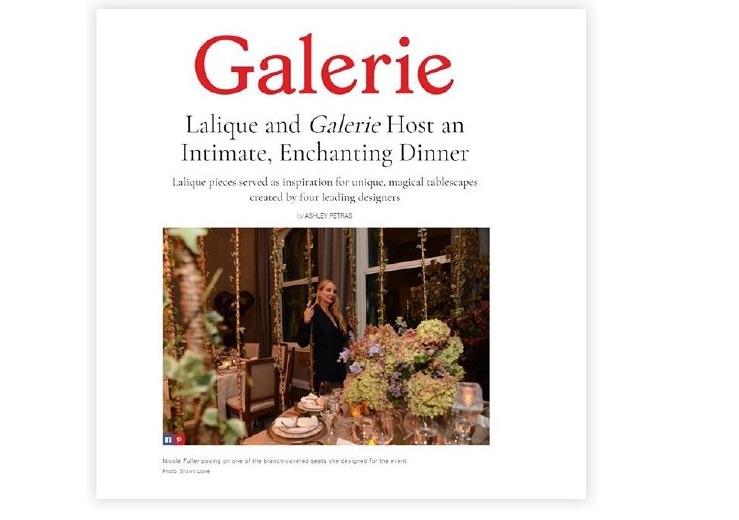 Galerie
Lalique and Galerie Host an
Intimate, Enchanting Dinner
Lalique pieces served as inspiration for unique, magical tablescapes
created by four leading designers
by ASHLEY PETRAS
Nicole Fuller posing on one of the branch-covered seats she designed for the event.
Photo: Shawn Love